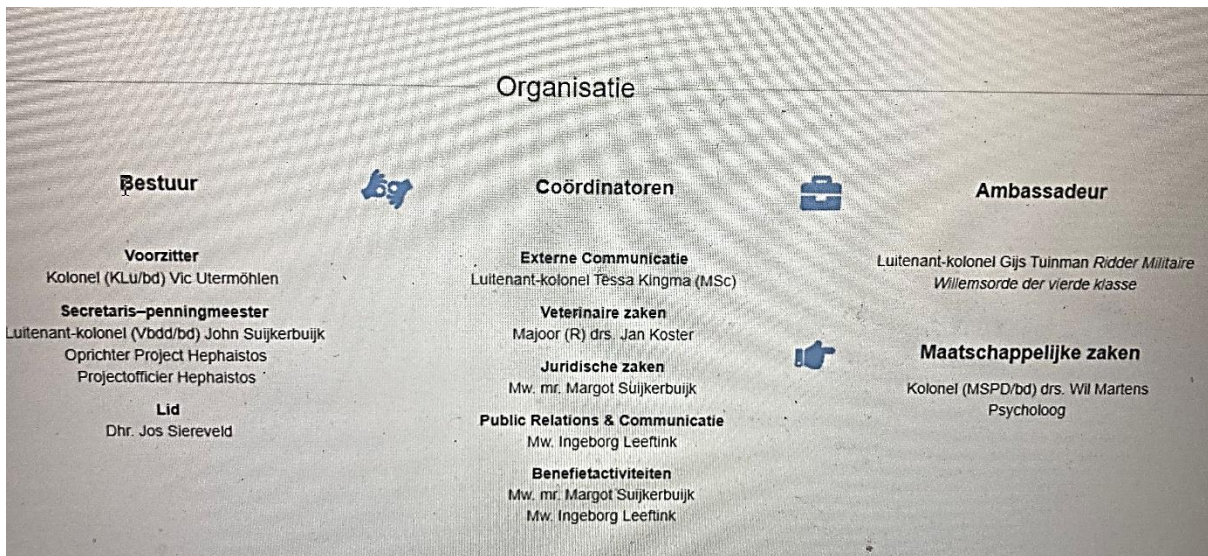 Organisatie
Bestuur
Voorzitter
Kolonel (KLu/bd) Vic Utermöhlen
Secretaris–penningmeester
Luitenant-kolonel (Vbdd/bd) John Suijkerbuijk
Oprichter Project Hephaistos
Projectofficier Hephaistos
Lid
Dhr. Jos Siereveld
Coördinatoren
Externe Communicatie
Luitenant-kolonel Tessa Kingma (MSc)
Veterinaire zaken
Majoor (R) drs. Jan Koster
Juridische zaken
Mw. mr. Margot Suijkerbuijk
Public Relations & Communicatie
Mw. Ingeborg Leeftink
Benefietactiviteiten
Mw. mr. Margot Suijkerbuijk
Mw. Ingeborg Leeftink
Ambassadeur
Luitenant-kolonel Gijs Tuinman Ridder Militaire
Willemsorde der vierde klasse
Maatschappelijke zaken
Kolonel (MSPD/bd) drs. Wil Martens
Psycholoog